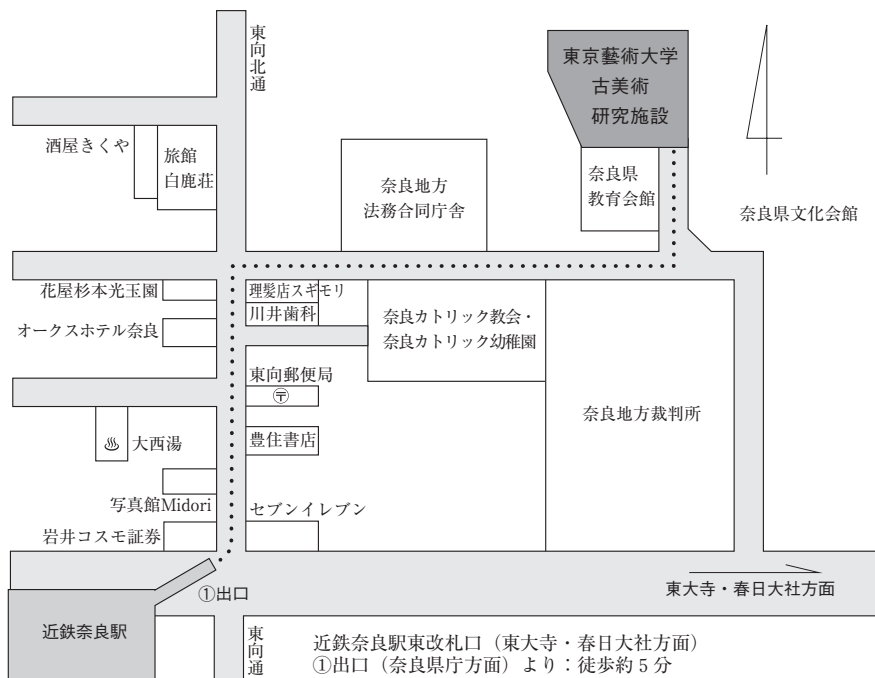 東向北通
東京藝術大学
古美術
研究施設
酒屋きくや
旅館
白鹿荘
奈良地方
法務合同庁舎
奈良県
教育会館
奈良県文化会館
花屋杉本光玉園
理髪店スギモリ
川井歯科
オークスホテル奈良
奈良カトリック教会・
奈良カトリック幼稚園
東向郵便局
〒
大西湯
豊住書店
奈良地方裁判所
写真館Midori
セブンイレブン
岩井コスモ証券
①出口
東大寺・春日大社方面
近鉄奈良駅
東向通
近鉄奈良駅東改札口（東大寺・春日大社方面）
①出口（奈良県庁方面）より：徒歩約 5 分